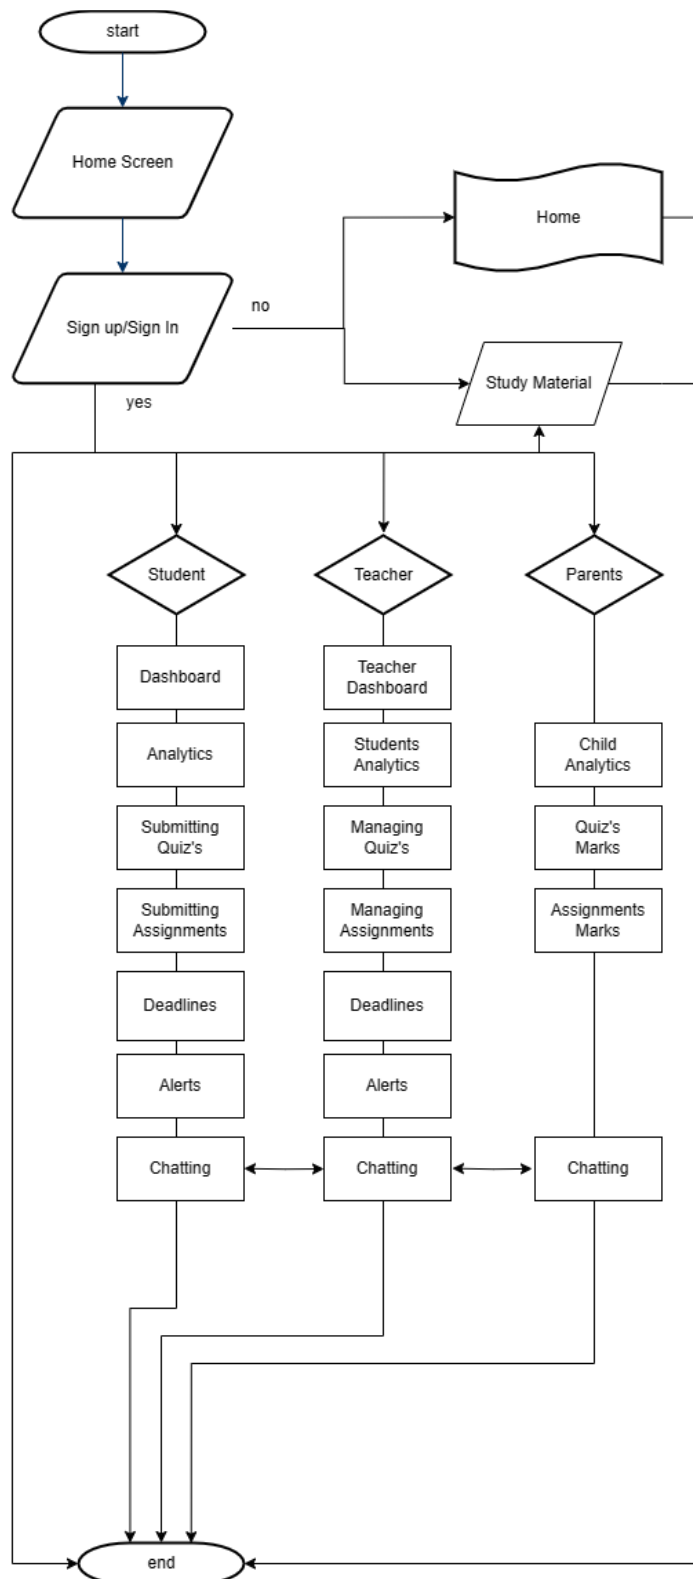 start
Home Screen
Home
Sign up/Sign In
no
Study Material
yes
Student
Teacher
Parents
Dashboard
Teacher
Dashboard
Analytics
Students
Analytics
Child
Analytics
Submitting
Quiz's
Managing
Quiz's
Quiz's
Marks
Submitting
Assignments
Managing
Assignments
Assignments
Marks
Deadlines
Deadlines
Alerts
Alerts
Chatting
Chatting
Chatting
end